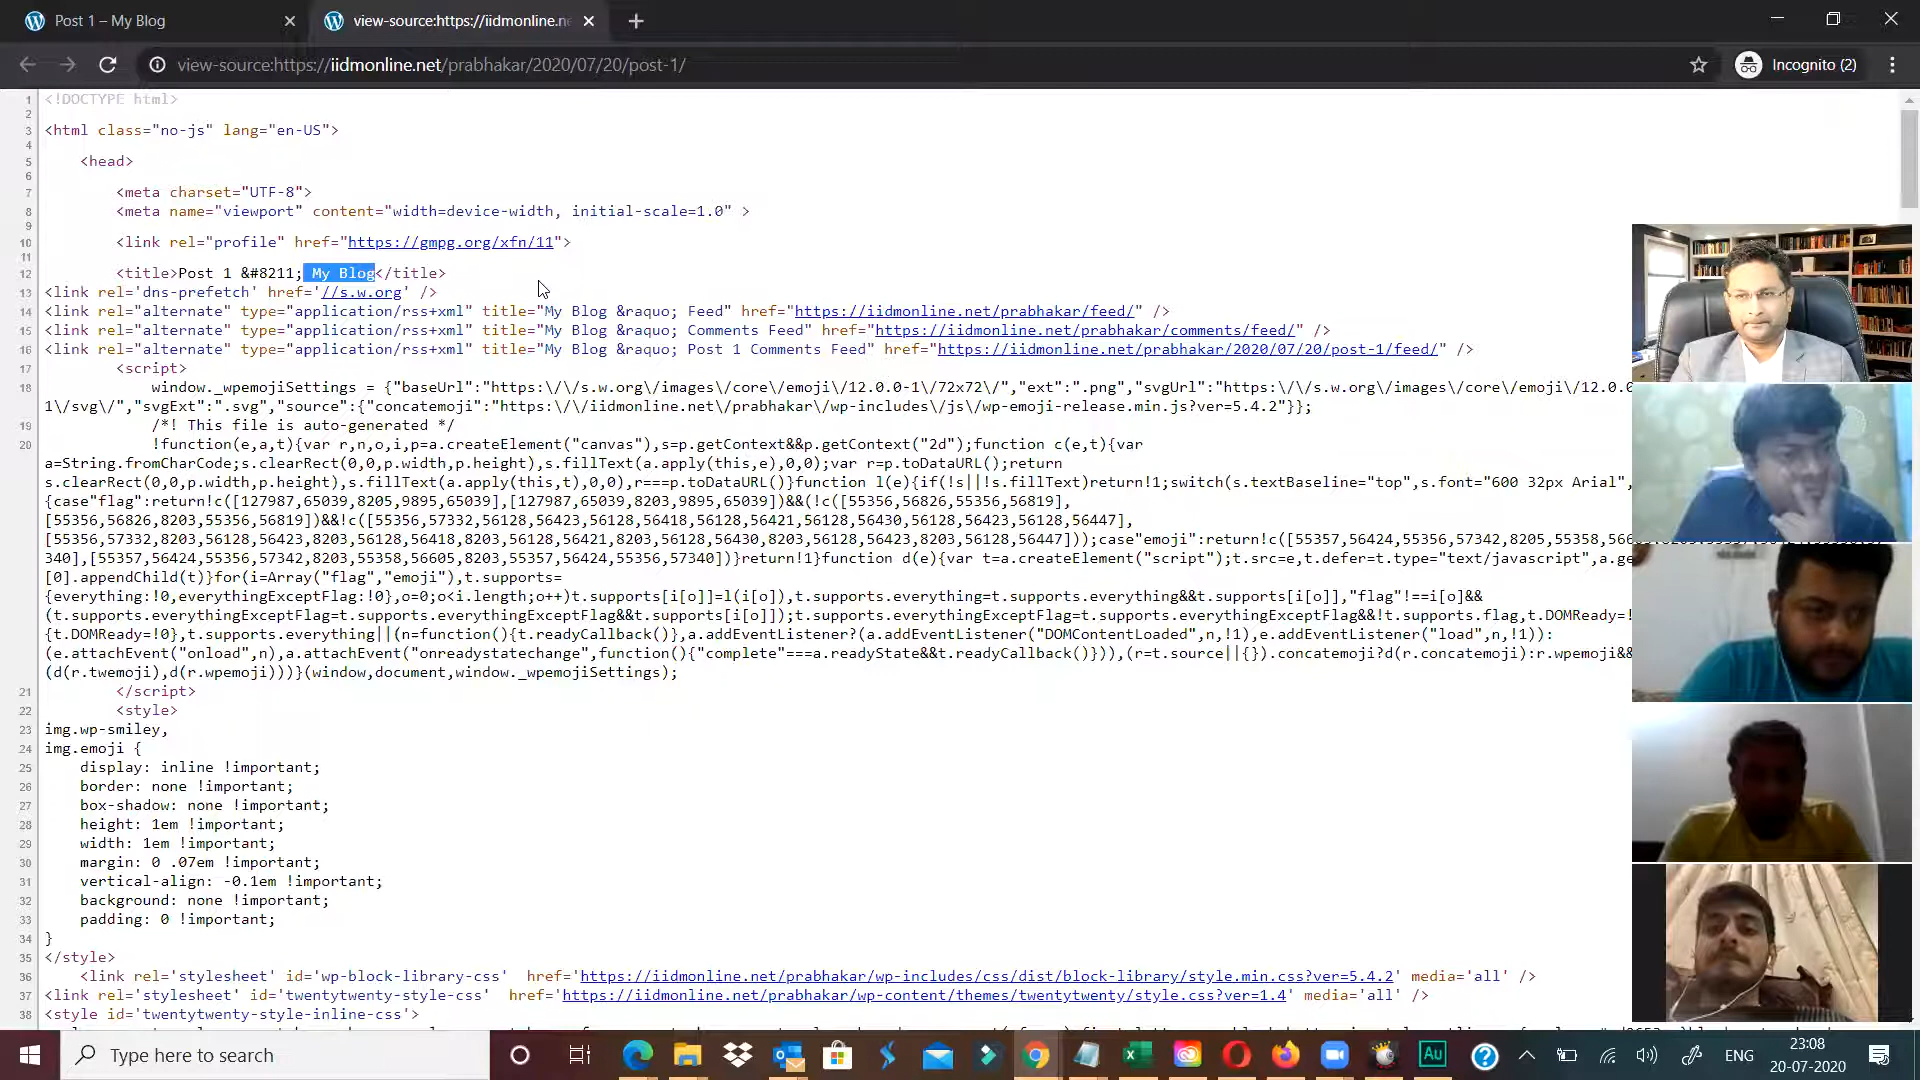 Post 1 – My Blog
view-source:https://iidmonline.ne
view-source:https://iidmonline.net/prabhakar/2020/07/20/post-1/
Incognito (2)
1 <!DOCTYPE html>
2
3 <html class="no-js" lang="en-US">
4
5 <head>
6
7 <meta charset="UTF-8">
8 <meta name="viewport" content="width=device-width, initial-scale=1.0" >
9
10 <link rel="profile" href="https://gmpg.org/xfn/11">
11
12 <title>Post 1 &#8211; My Blog</title>
13 <link rel='dns-prefetch' href='//s.w.org' />
14 <link rel="alternate" type="application/rss+xml" title="My Blog &raquo; Feed" href="https://iidmonline.net/prabhakar/feed/" />
15 <link rel="alternate" type="application/rss+xml" title="My Blog &raquo; Comments Feed" href="https://iidmonline.net/prabhakar/comments/feed/" />
16 <link rel="alternate" type="application/rss+xml" title="My Blog &raquo; Post 1 Comments Feed" href="https://iidmonline.net/prabhakar/2020/07/20/post-1/feed/" />
17 <script>
18 window._wpemojiSettings = {"baseUrl":"https:\/\/s.w.org\/images\/core\/emoji\/12.0.0-1\/72x72\/","ext":".png","svgUrl":"https:\/\/s.w.org\/images\/core\/emoji\/12.0.0
1\/svg\/","svgExt":".svg","source":{"concatemoji":"https:\/\/iidmonline.net\/prabhakar\/wp-includes\/js\/wp-emoji-release.min.js?ver=5.4.2"}};
19 /*! This file is auto-generated */
20 !function(e,a,t){var r,n,o,i,p=a.createElement("canvas"),s=p.getContext&&p.getContext("2d");function c(e,t){var
a=String.fromCharCode;s.clearRect(0,0,p.width,p.height),s.fillText(a.apply(this,e),0,0);var r=p.toDataURL();return
s.clearRect(0,0,p.width,p.height),s.fillText(a.apply(this,t),0,0),r===p.toDataURL()}function l(e){if(!s||!s.fillText)return!1;switch(s.textBaseline="top",s.font="600 32px Arial",
{case"flag":return!c([127987,65039,8205,9895,65039],[127987,65039,8203,9895,65039])&&(!c([55356,56826,55356,56819],
[55356,56826,8203,55356,56819])&&!c([55356,57332,56128,56423,56128,56418,56128,56421,56128,56430,56128,56423,56128,56447],
[55356,57332,8203,56128,56423,8203,56128,56418,8203,56128,56421,8203,56128,56430,8203,56128,56423,8203,56128,56447]));case"emoji":return!c([55357,56424,55356,57342,8205,55358,56
340],[55357,56424,55356,57342,8203,55358,56605,8203,55357,56424,55356,57340])}return!1}function d(e){var t=a.createElement("script");t.src=e,t.defer=t.type="text/javascript",a.ge
[0].appendChild(t)}for(i=Array("flag","emoji"),t.supports=
{everything:!0,everythingExceptFlag:!0},o=0;o<i.length;o++)t.supports[i[o]]=l(i[o]),t.supports.everything=t.supports.everything&&t.supports[i[o]],"flag"!==i[o]&&
(t.supports.everythingExceptFlag=t.supports.everythingExceptFlag&&t.supports[i[o]]);t.supports.everythingExceptFlag=t.supports.everythingExceptFlag&&!t.supports.flag,t.DOMReady=!
{t.DOMReady=!0},t.supports.everything||(n=function(){t.readyCallback()},a.addEventListener?(a.addEventListener("DOMContentLoaded",n,!1),e.addEventListener("load",n,!1)):
(e.attachEvent("onload",n),a.attachEvent("onreadystatechange",function(){"complete"===a.readyState&&t.readyCallback()})),(r=t.source||{}).concatemoji?d(r.concatemoji):r.wpemoji&&
(d(r.twemoji),d(r.wpemoji)))}(window,document,window._wpemojiSettings);
21 </script>
22 <style>
23 img.wp-smiley,
24 img.emoji {
25 display: inline !important;
26 border: none !important;
27 box-shadow: none !important;
28 height: 1em !important;
29 width: 1em !important;
30 margin: 0 .07em !important;
31 vertical-align: -0.1em !important;
32 background: none !important;
33 padding: 0 !important;
34 }
35 </style>
36 <link rel='stylesheet' id='wp-block-library-css' href='https://iidmonline.net/prabhakar/wp-includes/css/dist/block-library/style.min.css?ver=5.4.2' media='all' />
37 <link rel='stylesheet' id='twentytwenty-style-css' href='https://iidmonline.net/prabhakar/wp-content/themes/twentytwenty/style.css?ver=1.4' media='all' />
38 <style id='twentytwenty-style-inline-css'>
Type here to search
Au
ENG
23:08
20-07-2020